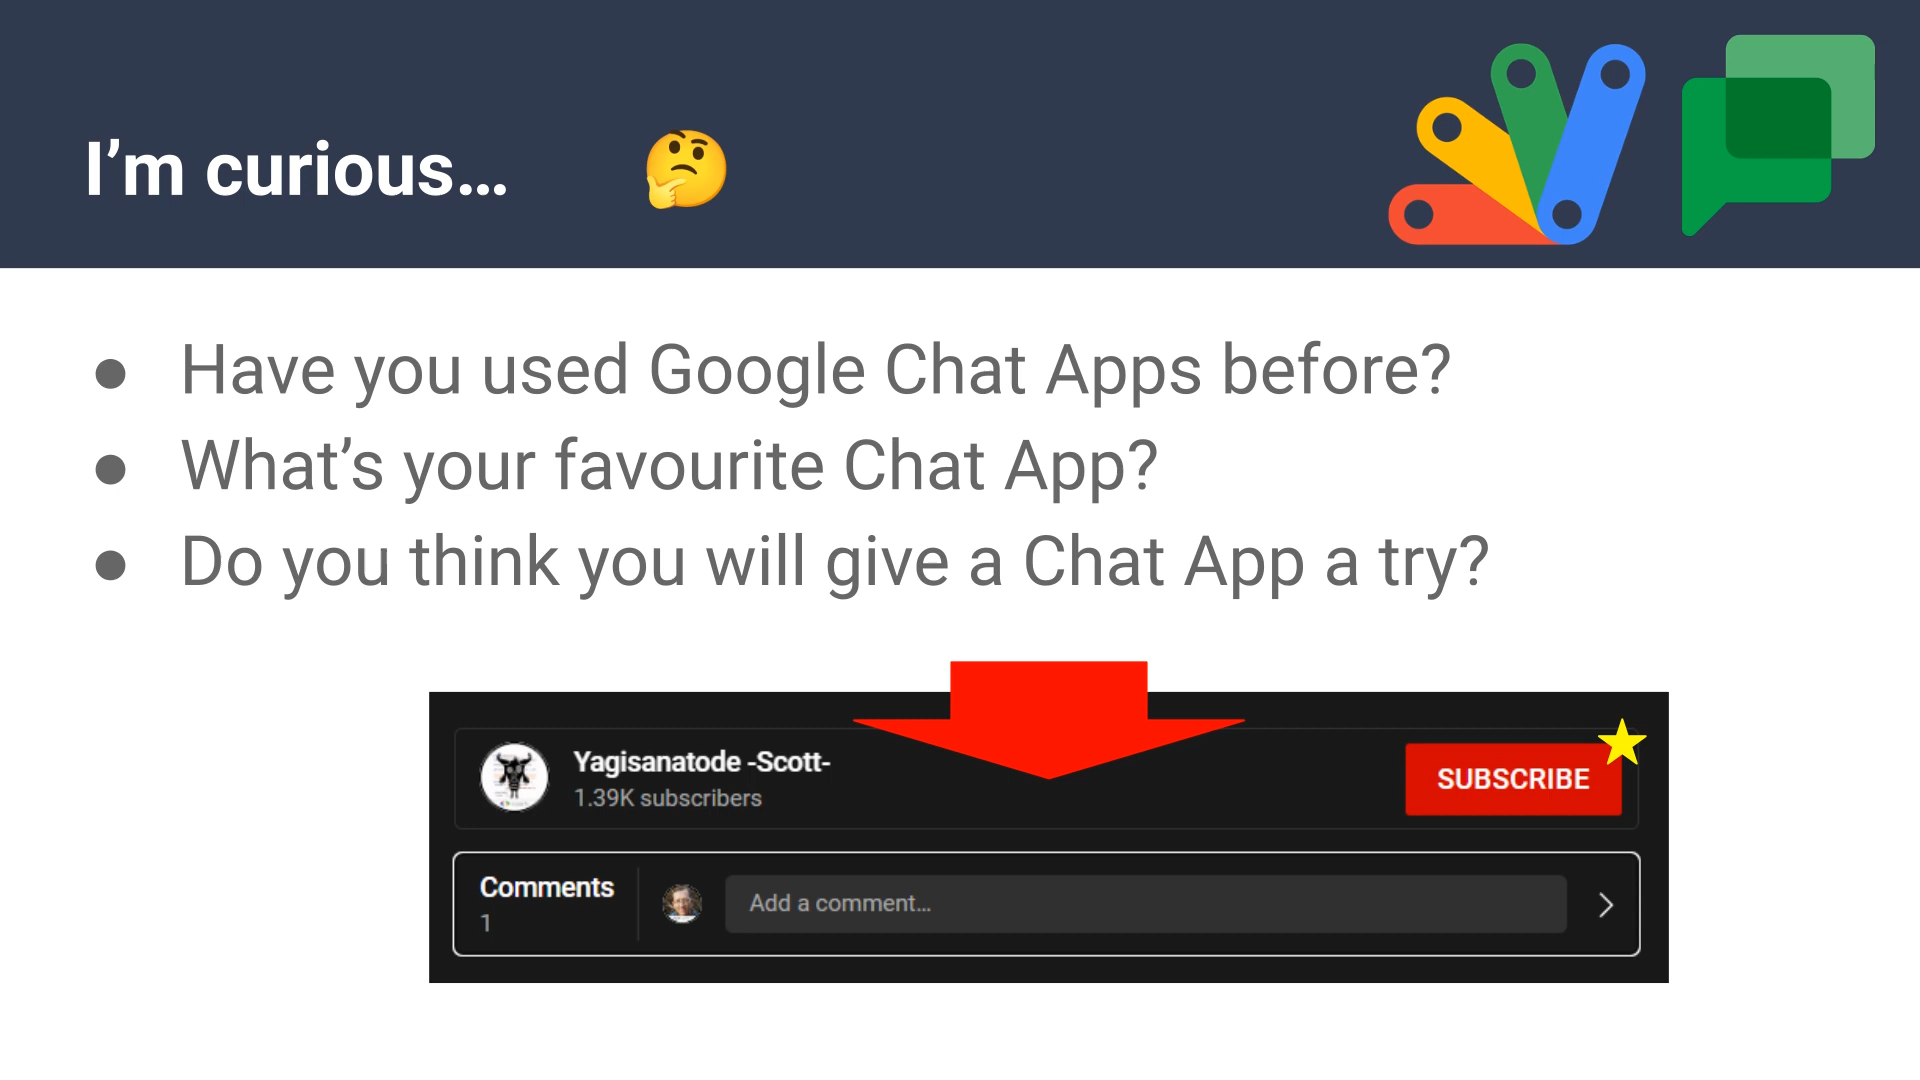 I’m curious… 🤔
● Have you used Google Chat Apps before?
● What’s your favourite Chat App?
● Do you think you will give a Chat App a try?
Yagisanatode -Scott-
1.39K subscribers
SUBSCRIBE
Comments
1
Add a comment...